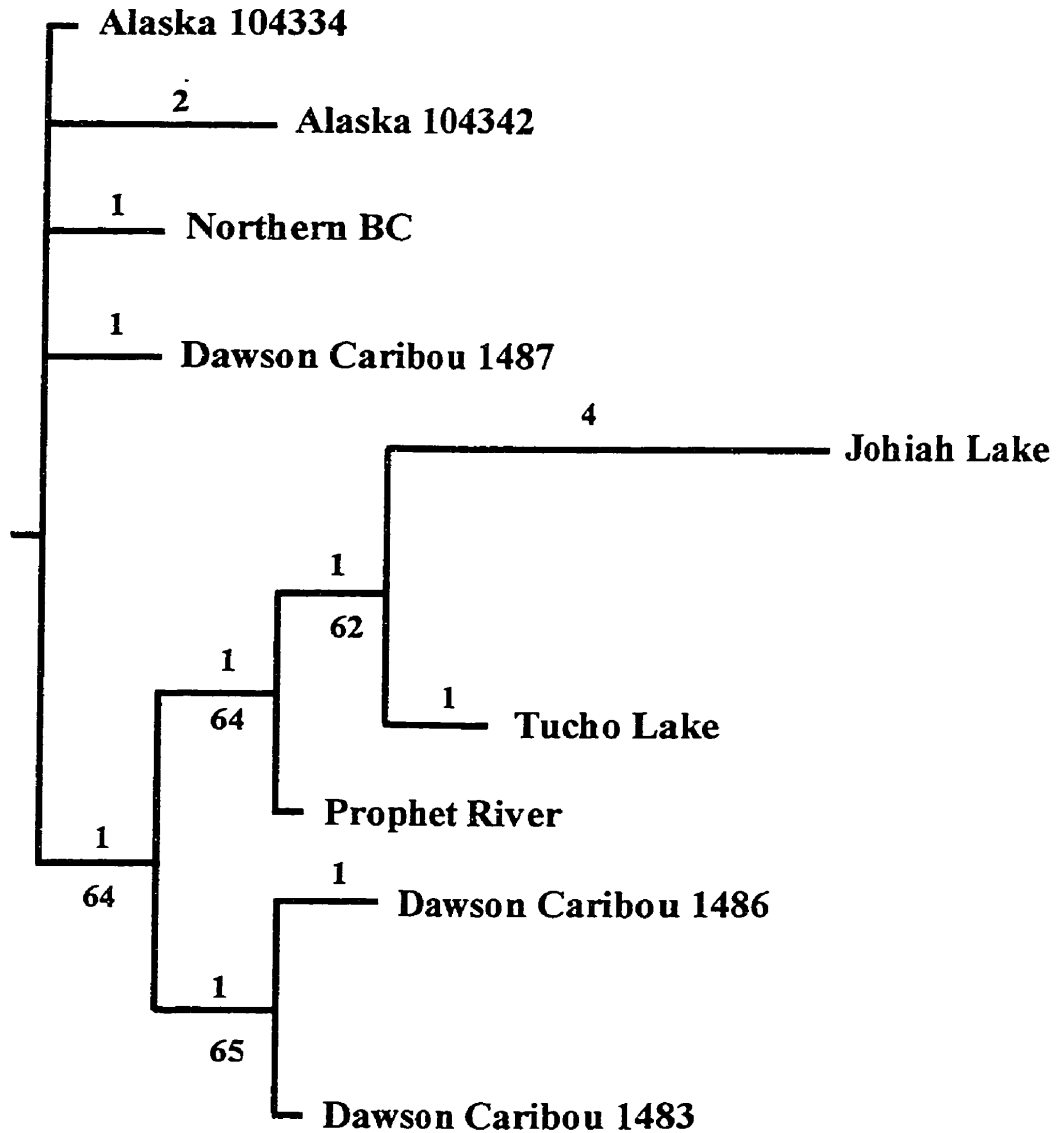 Alaska 104334
2
Alaska 104342
1
Northern BC
1
Dawson Caribou 1487
4
Johiah Lake
1
62
1
64
1
Tucho Lake
Prophet River
1
64
1
Dawson Caribou 1486
1
65
Dawson Caribou 1483